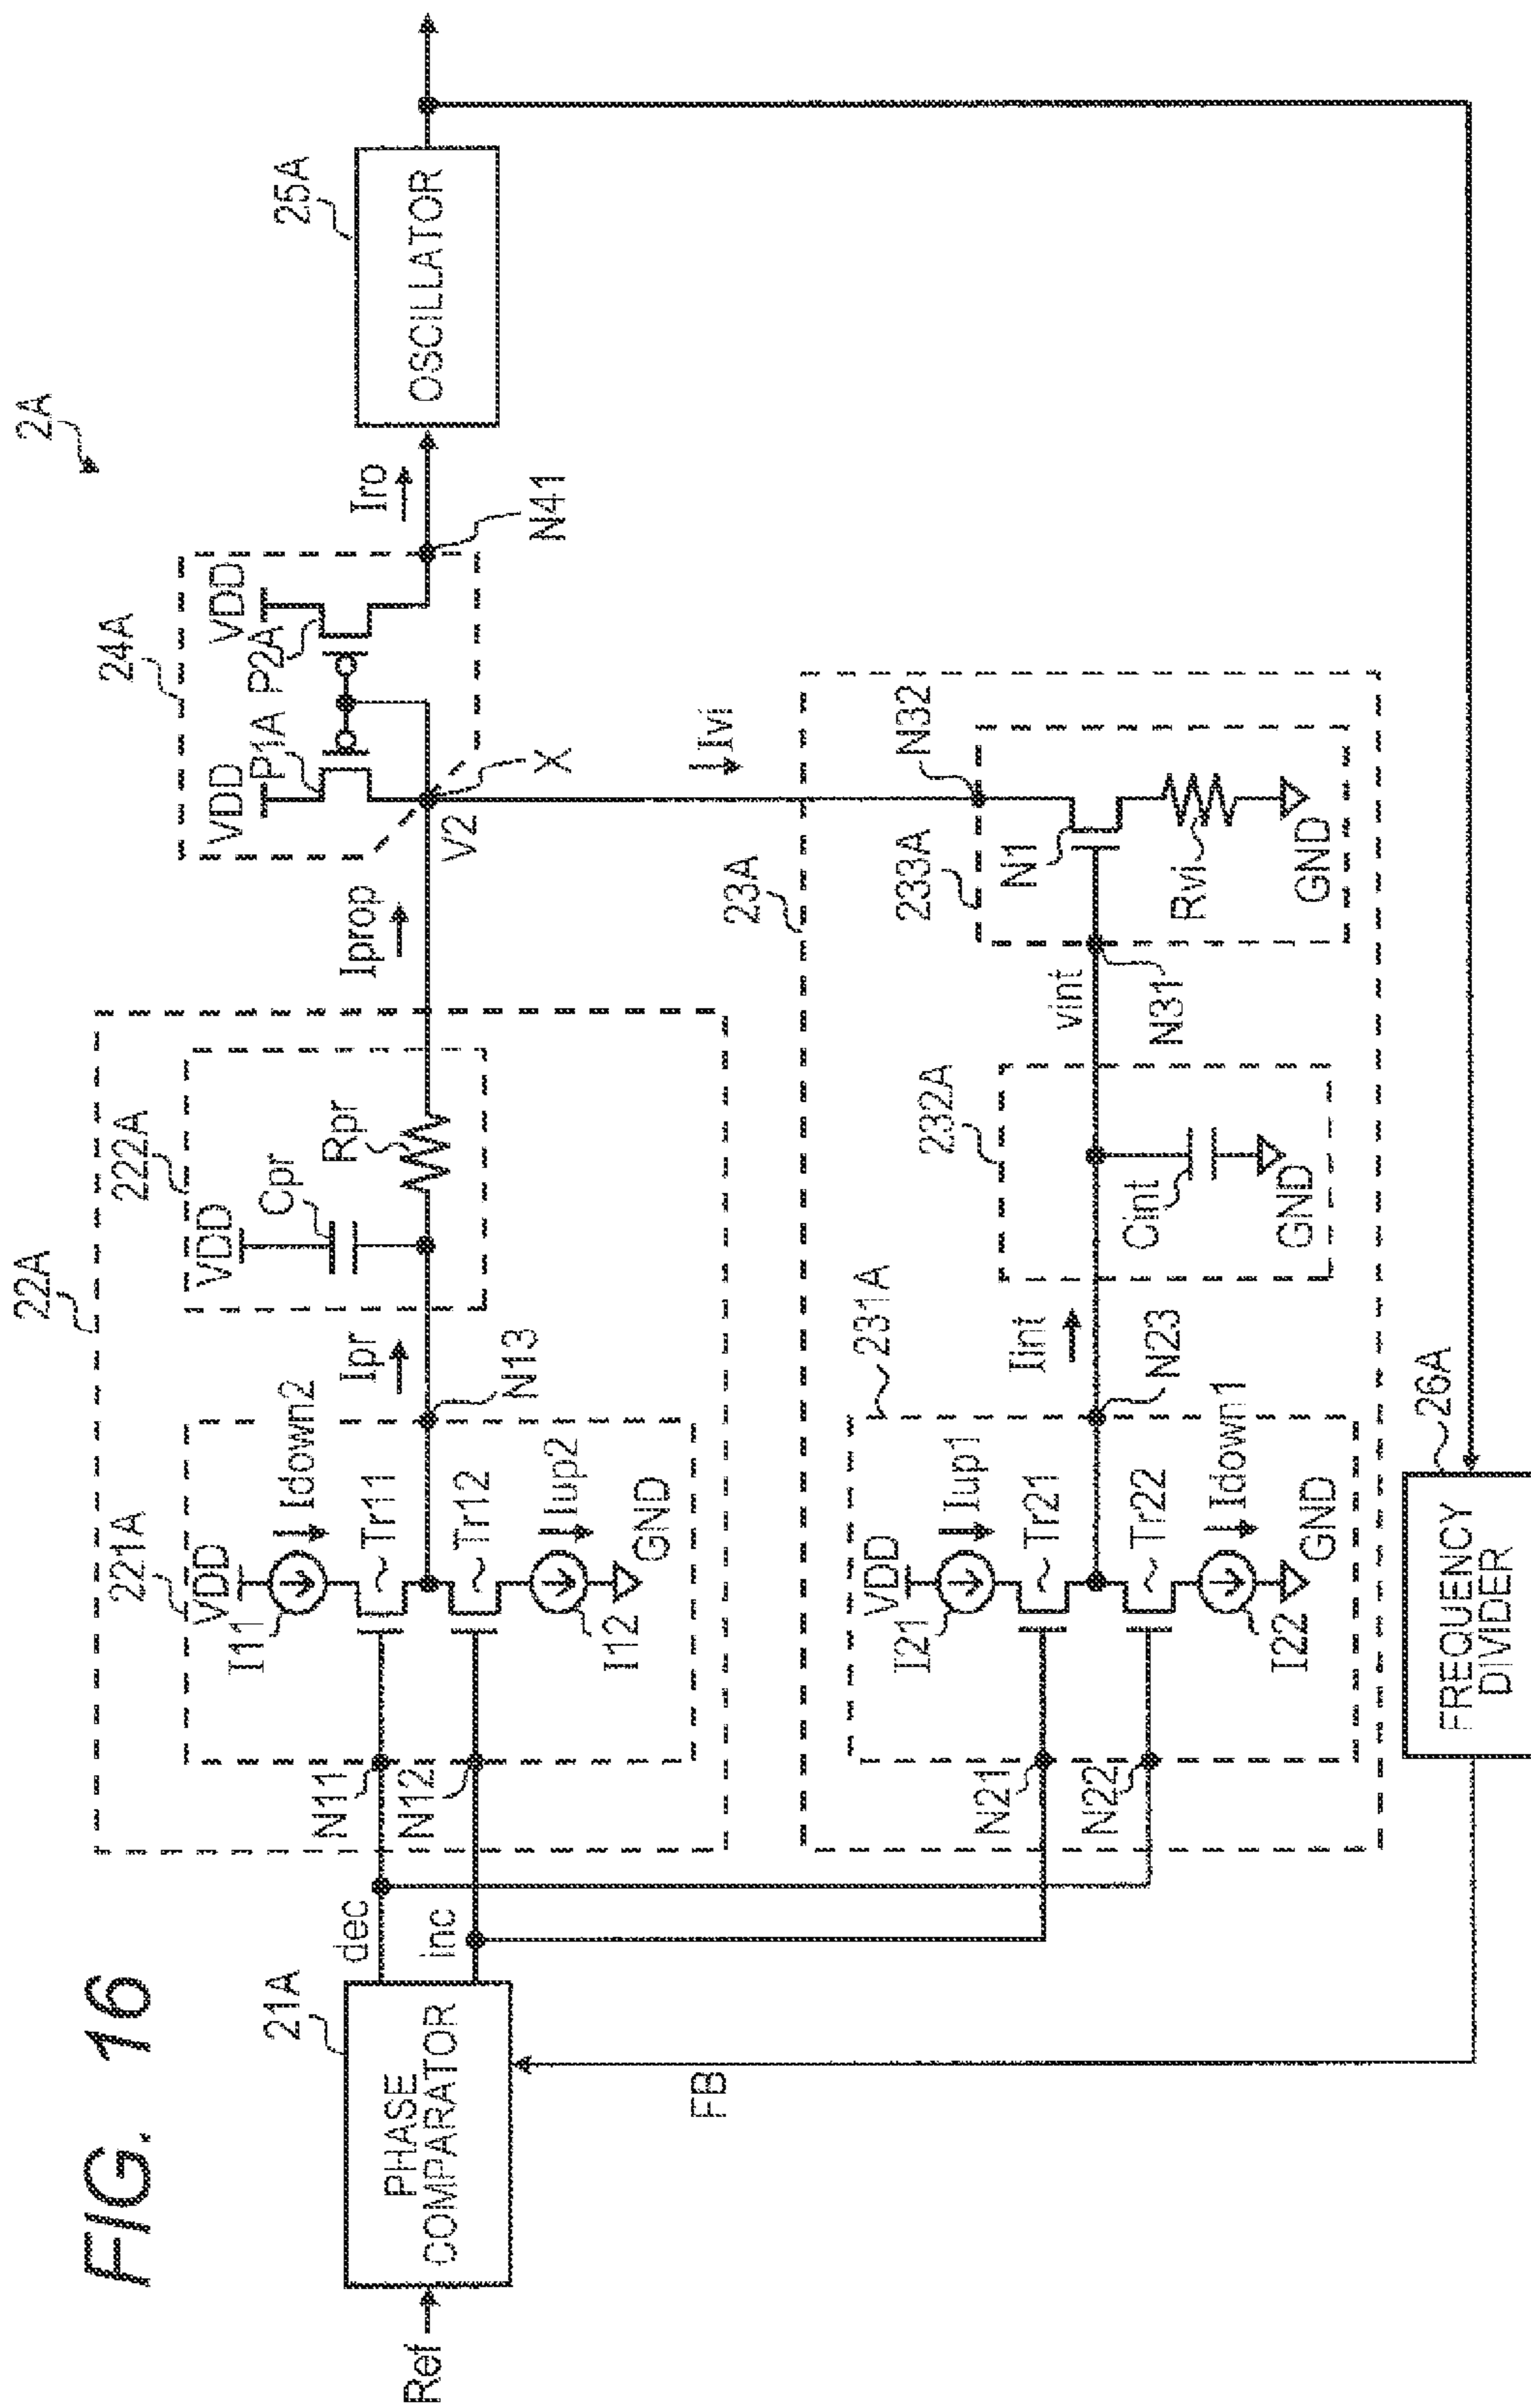 FIG. 16
2A
22A
221A
VDD
I11
Idown2
Tr11
Tr12
Iup2
I12
GND
N11
N12
N13
Ipr
222A
VDD
Cpr
Rpr
Iprop
24A
VDD
VDD
P1A
P2A
V2
X
N41
Iro
25A
OSCILLATOR
Ivi
21A
PHASE
COMPARATOR
Ref
dec
inc
FB
23A
231A
VDD
I21
Iup1
Tr21
Tr22
Idown1
I22
GND
N21
N22
N23
Iint
232A
Cint
GND
vint
N31
233A
N32
N1
Rvi
GND
26A
FREQUENCY
DIVIDER